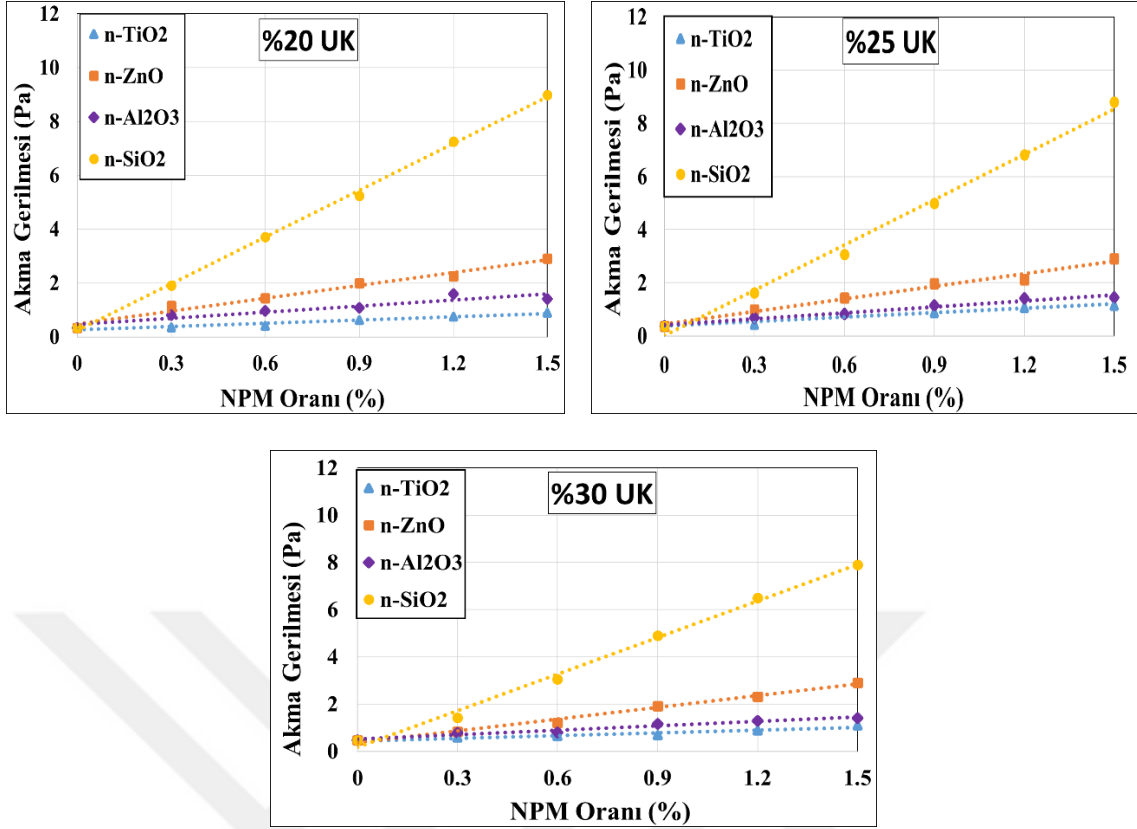 %20 UK
n-TiO2
n-ZnO
n-Al2O3
n-SiO2
Akma Gerilmesi (Pa)
12
10
8
6
4
2
0
0 0.3 0.6 0.9 1.2 1.5
NPM Oranı (%)
%25 UK
n-TiO2
n-ZnO
n-Al2O3
n-SiO2
Akma Gerilmesi (Pa)
12
10
8
6
4
2
0
0 0.3 0.6 0.9 1.2 1.5
NPM Oranı (%)
%30 UK
n-TiO2
n-ZnO
n-Al2O3
n-SiO2
Akma Gerilmesi (Pa)
12
10
8
6
4
2
0
0 0.3 0.6 0.9 1.2 1.5
NPM Oranı (%)